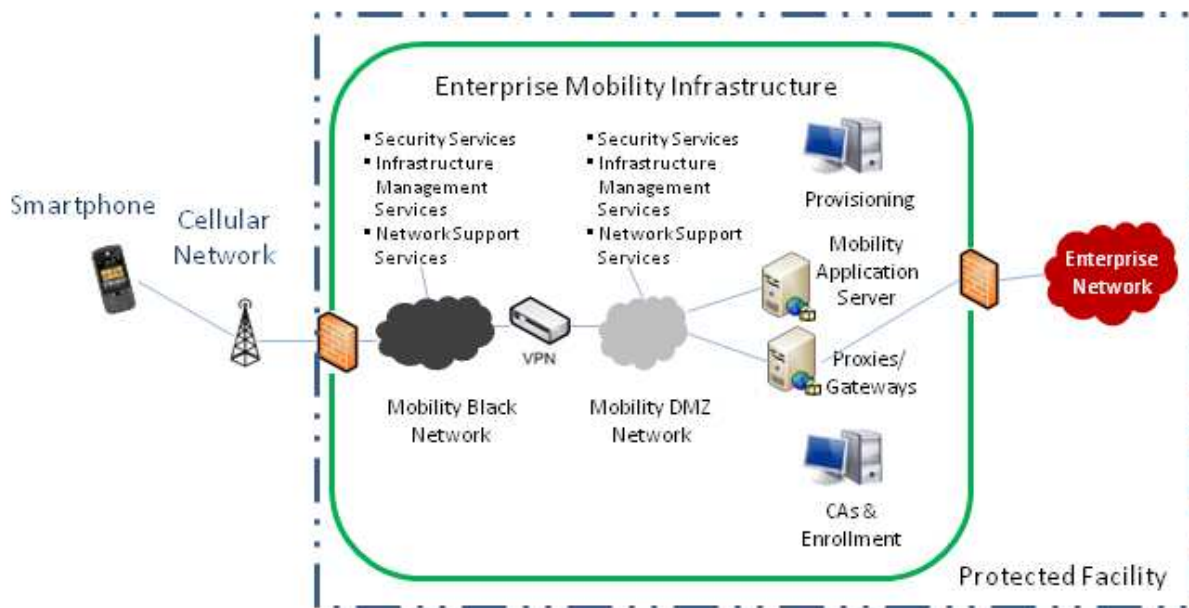 Enterprise Mobility Infrastructure
▪ Security Services
▪ Infrastructure
Management
Services
▪ Network Support
Services
▪ Security Services
▪ Infrastructure
Management
Services
▪ Network Support
Services
Provisioning
Smartphone
Cellular
Network
Mobility
Application
Server
Enterprise
Network
VPN
Proxies/
Gateways
Mobility Black
Network
Mobility DMZ
Network
CAs &
Enrollment
Protected Facility